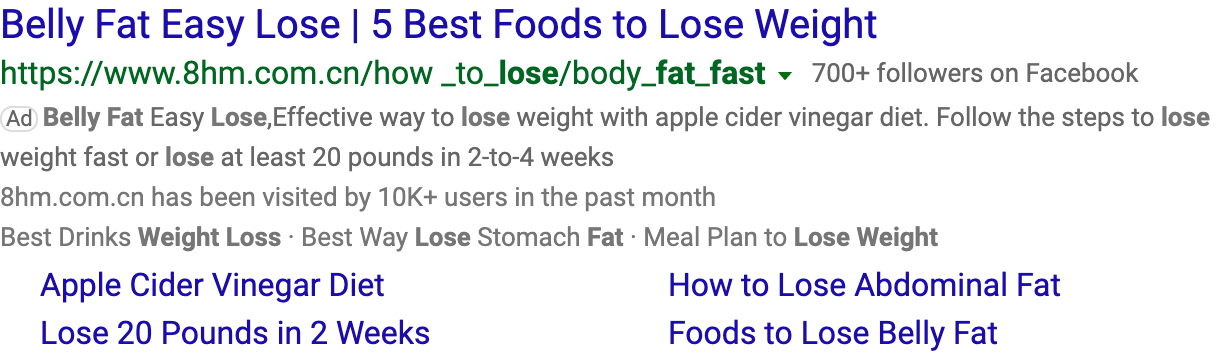 Belly Fat Easy Lose | 5 Best Foods to Lose Weight
https://www.8hm.com.cn/how _to_lose/body_fat_fast 700+ followers on Facebook
Ad Belly Fat Easy Lose,Effective way to lose weight with apple cider vinegar diet. Follow the steps to lose
weight fast or lose at least 20 pounds in 2-to-4 weeks
8hm.com.cn has been visited by 10K+ users in the past month
Best Drinks Weight Loss · Best Way Lose Stomach Fat · Meal Plan to Lose Weight
Apple Cider Vinegar Diet How to Lose Abdominal Fat
Lose 20 Pounds in 2 Weeks Foods to Lose Belly Fat